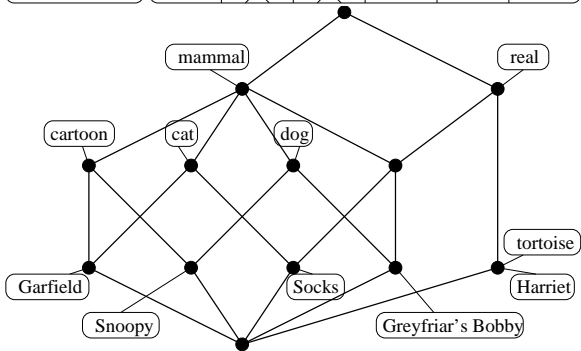 mammal
real
cartoon
cat
dog
tortoise
Garfield
Socks
Harriet
Snoopy
Greyfriar's Bobby